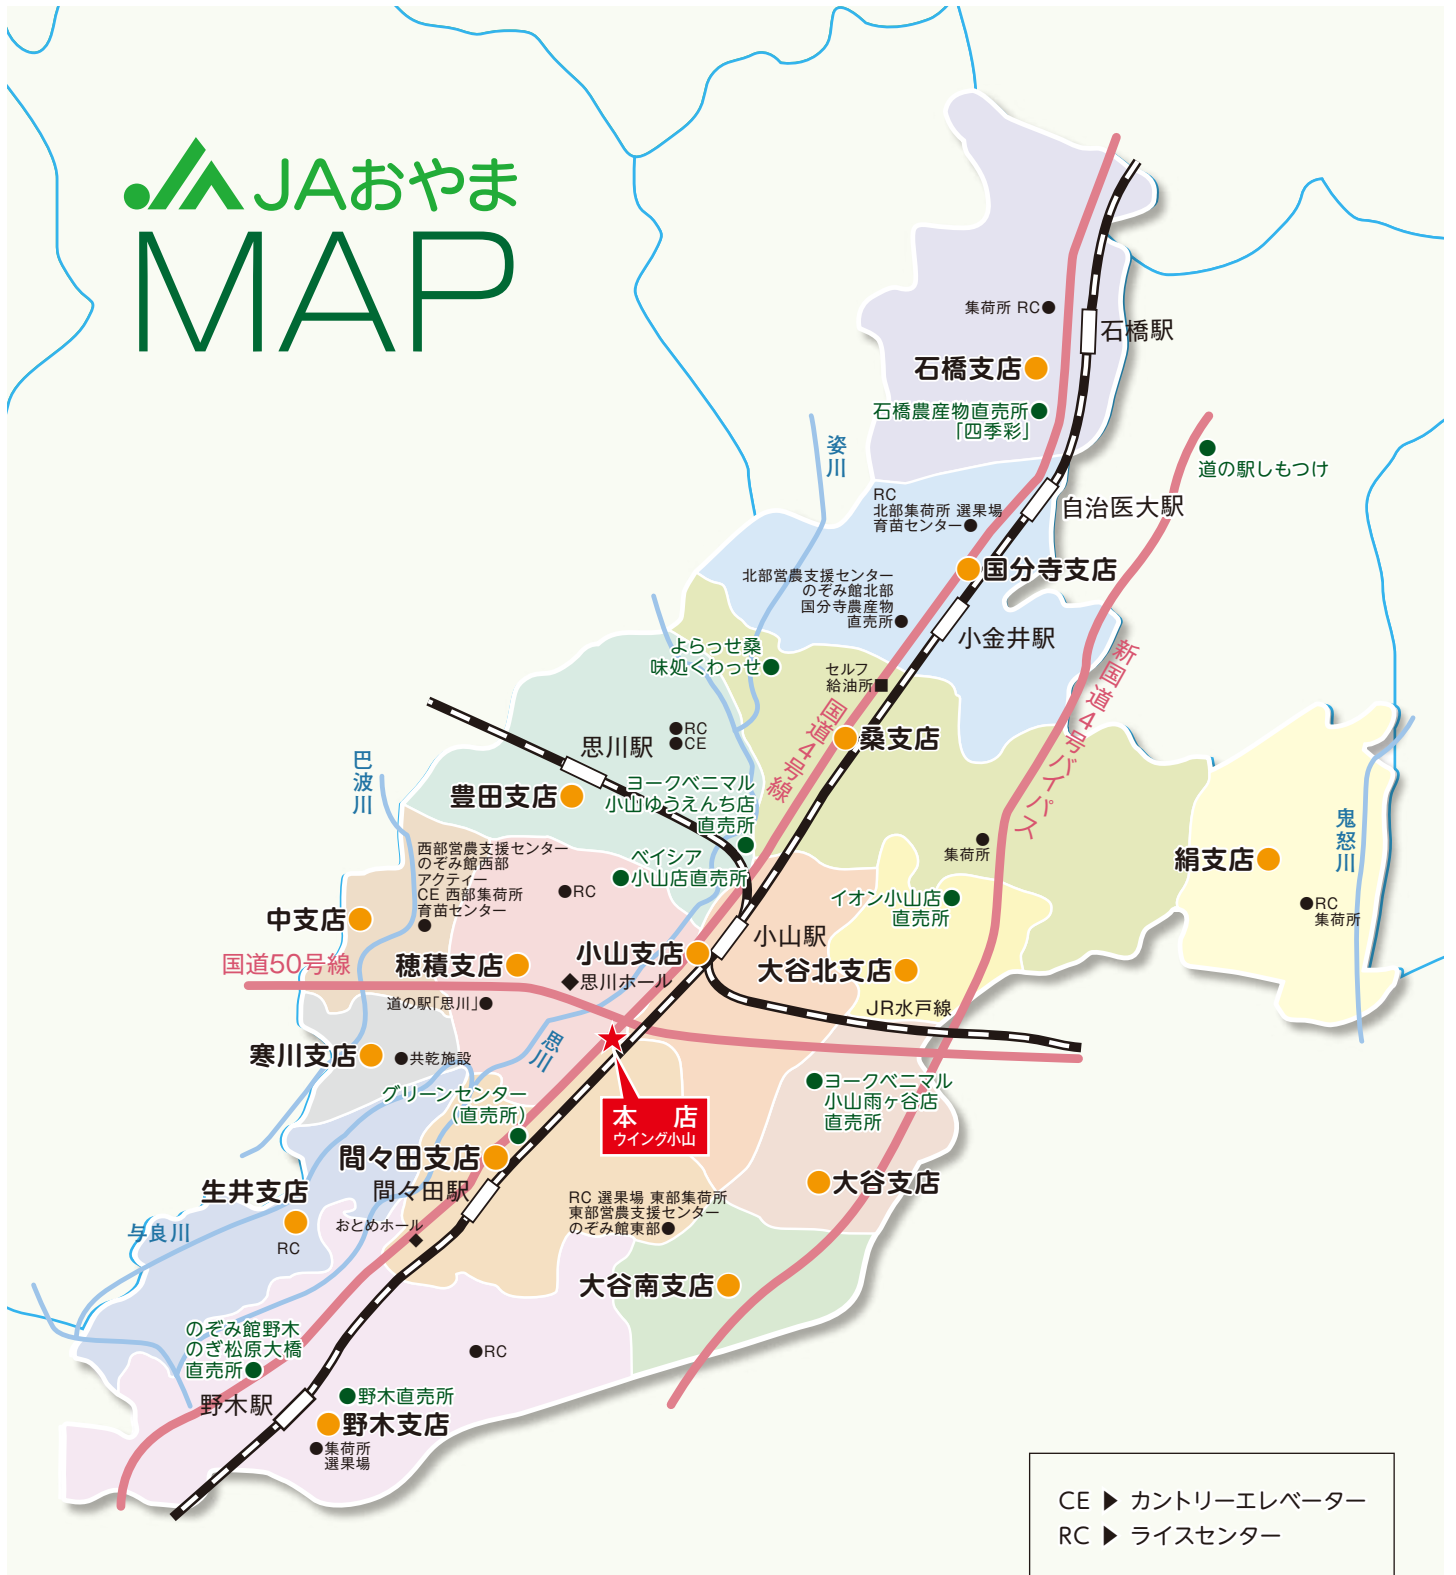 JAおやま
MAP
集荷所 RC
石橋駅
石橋支店
石橋農産物直売所
「四季彩」
姿川
道の駅しもつけ
RC
北部集荷所 選果場
育苗センター
自治医大駅
国分寺支店
北部営農支援センター
のぞみ館北部
国分寺農産物
直売所
小金井駅
よらっせ桑
味処くわっせ
セルフ
給油所
新国道4号バイパス
国道4号線
桑支店
RC
CE
思川駅
巴波川
豊田支店
ヨークベニマル
小山ゆうえんち店
直売所
鬼怒川
西部営農支援センター
のぞみ館西部
アクティー
CE 西部集荷所
育苗センター
ベイシア
小山店直売所
RC
集荷所
絹支店
イオン小山店
直売所
RC
集荷所
中支店
小山駅
小山支店
国道50号線
穂積支店
大谷北支店
思川ホール
道の駅「思川」
JR水戸線
寒川支店
共乾施設
思川
グリーンセンター
(直売所)
ヨークベニマル
小山雨ヶ谷店
直売所
本 店
ウイング小山
間々田支店
間々田駅
大谷支店
生井支店
RC
与良川
おとめホール
RC 選果場 東部集荷所
東部営農支援センター
のぞみ館東部
大谷南支店
のぞみ館野木
のぎ松原大橋
直売所
RC
野木駅
野木直売所
野木支店
集荷所
選果場
CE ▶ カントリーエレベーター
RC ▶ ライスセンター